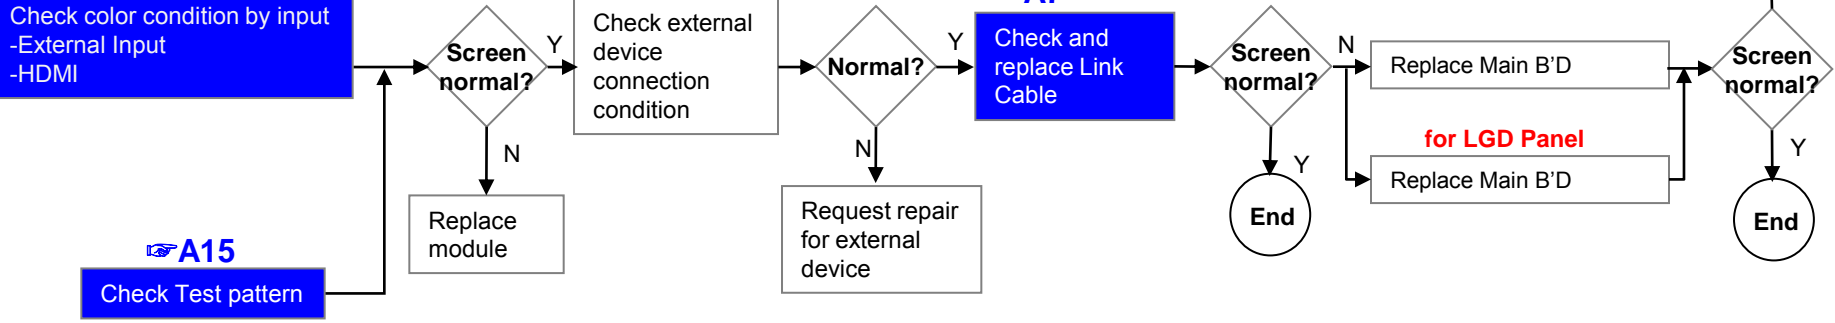 Check color condition by input
-External Input
-HDMI
Screen
normal?
Y
N
Replace
module
☞A15
Check Test pattern
Check external
device
connection
condition
Normal?
Y
N
Request repair
for external
device
Check and
replace Link
Cable
Screen
normal?
N
Y
End
Replace Main B’D
for LGD Panel
Replace Main B’D
Screen
normal?
Y
End